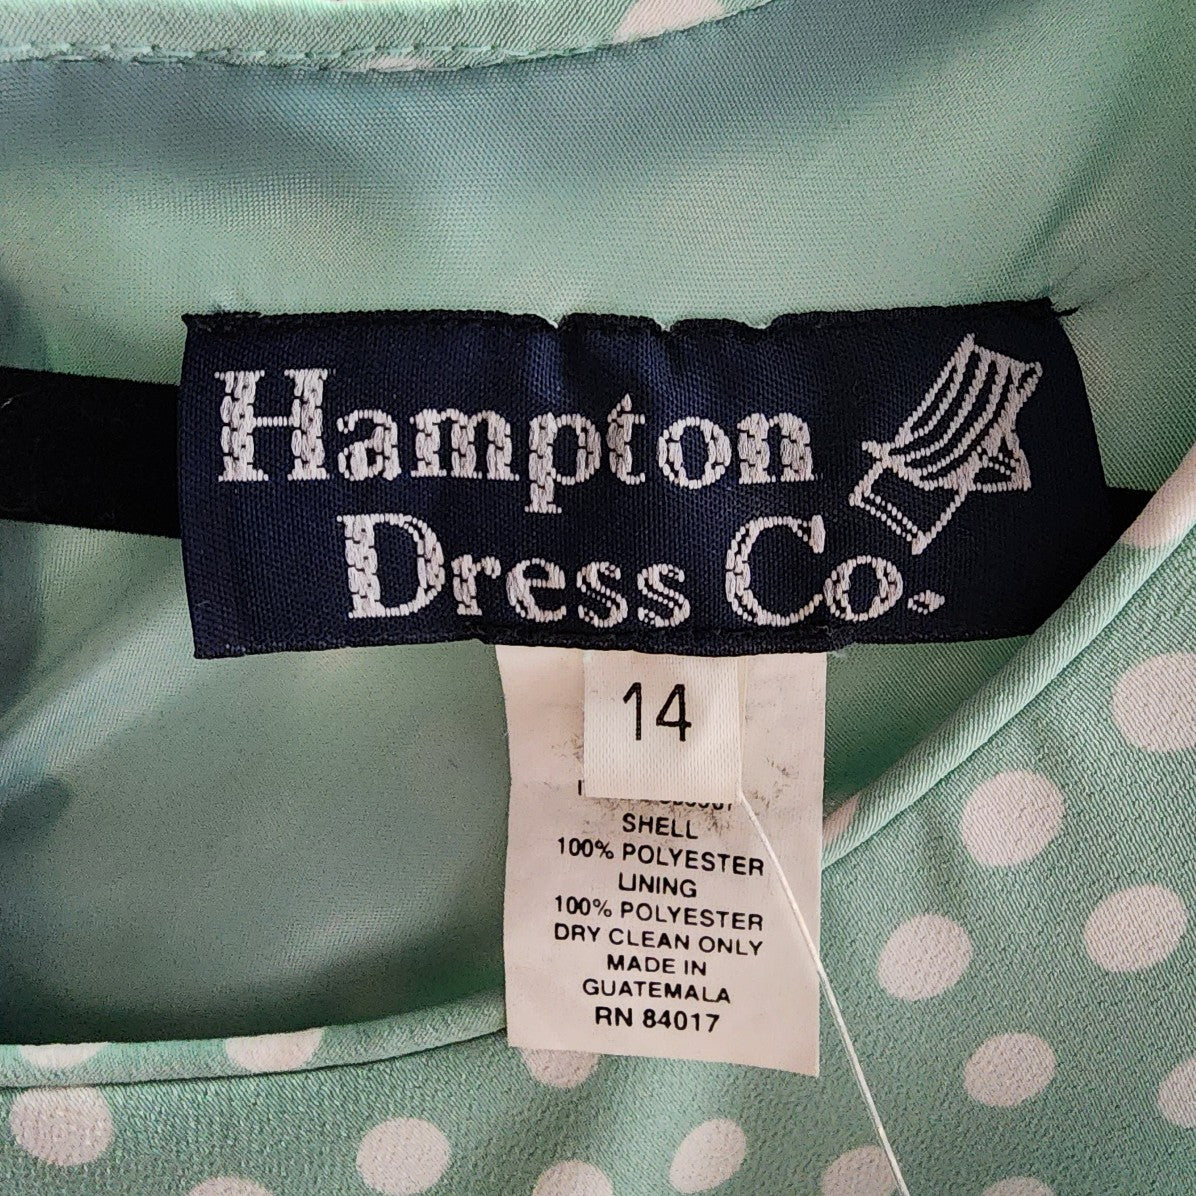 Hampton
Dress Co.
14
SHELL
100% POLYESTER
LINING
100% POLYESTER
DRY CLEAN ONLY
MADE IN
GUATEMALA
RN 84017